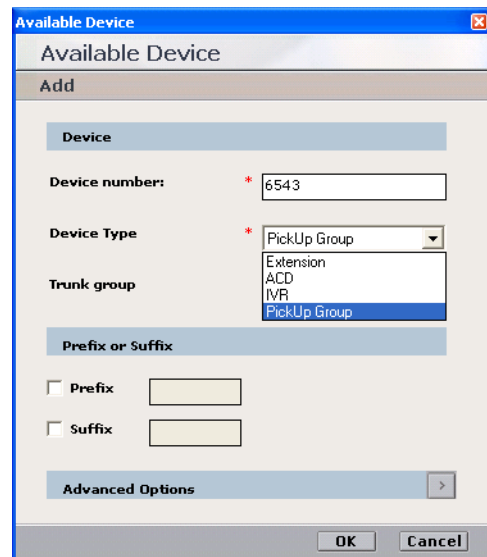 Available Device
Available Device
Add
Device
Device number: * 6543
Device Type * PickUp Group
Extension
ACD
IVR
PickUp Group
Trunk group
Prefix or Suffix
Prefix
Suffix
Advanced Options >
OK Cancel